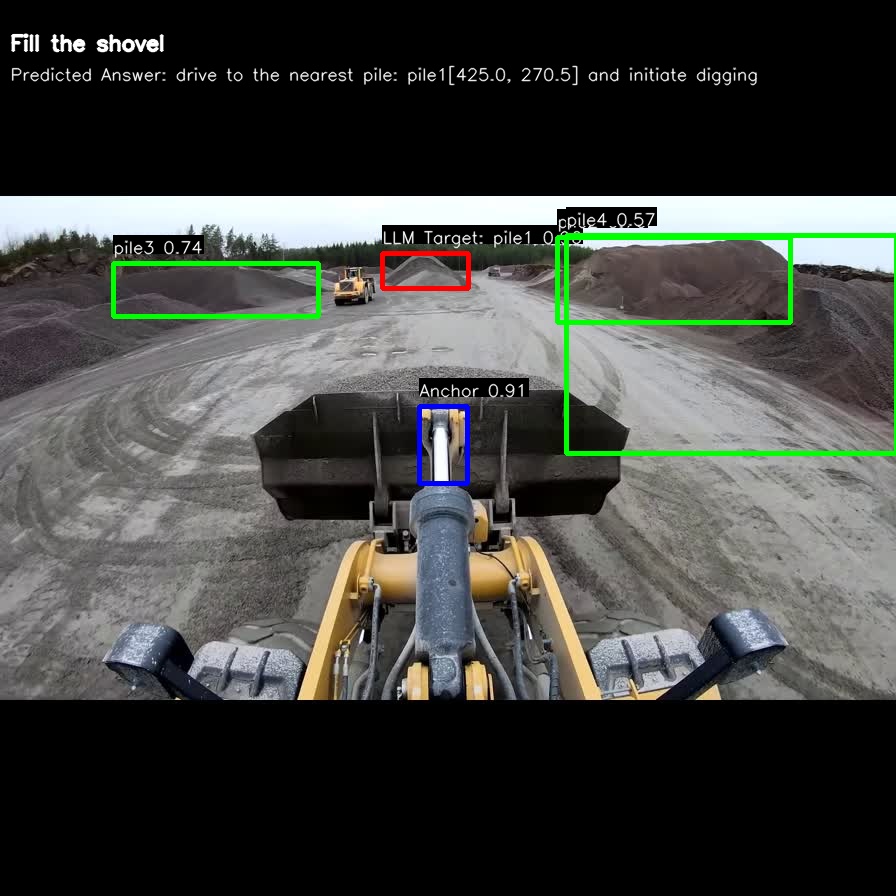 Fill the shovel
Predicted Answer: drive to the nearest pile: pile1[425.0, 270.5] and initiate digging
pile4 0.57
LLM Target: pile1
pile3 0.74
Anchor 0.91